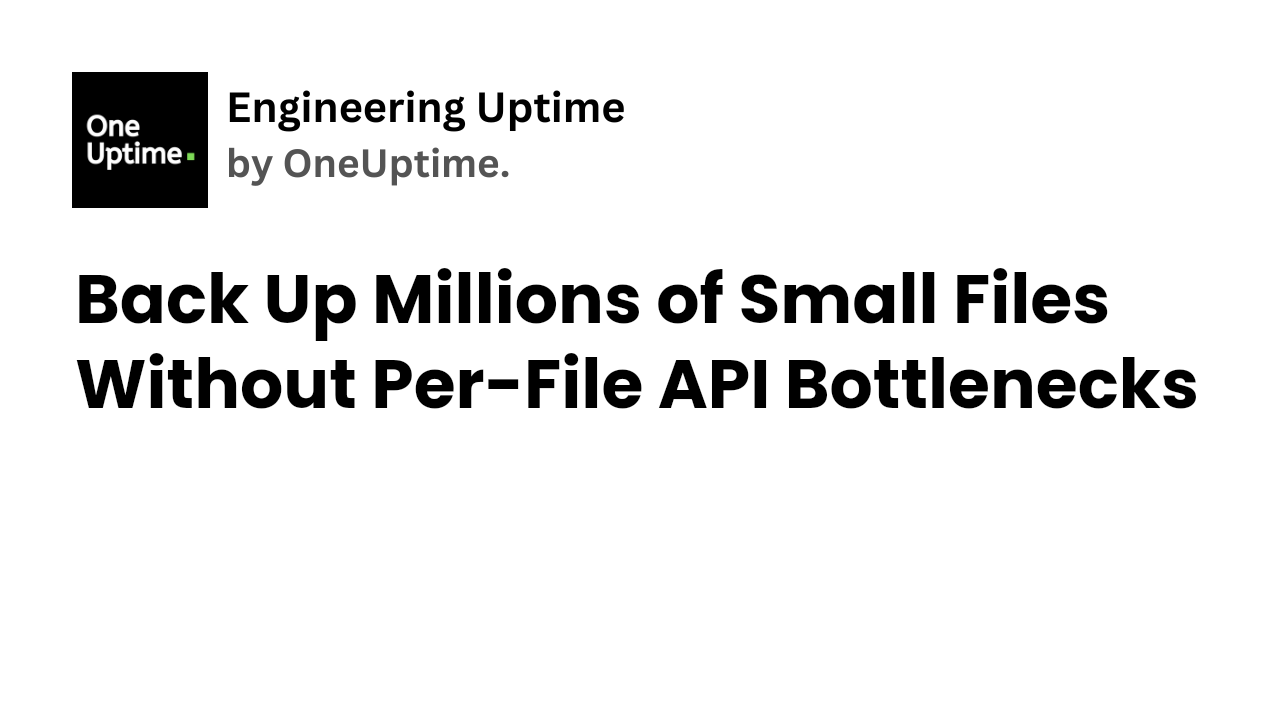 One
Uptime
Engineering Uptime
by OneUptime.
Back Up Millions of Small Files
Without Per-File API Bottlenecks